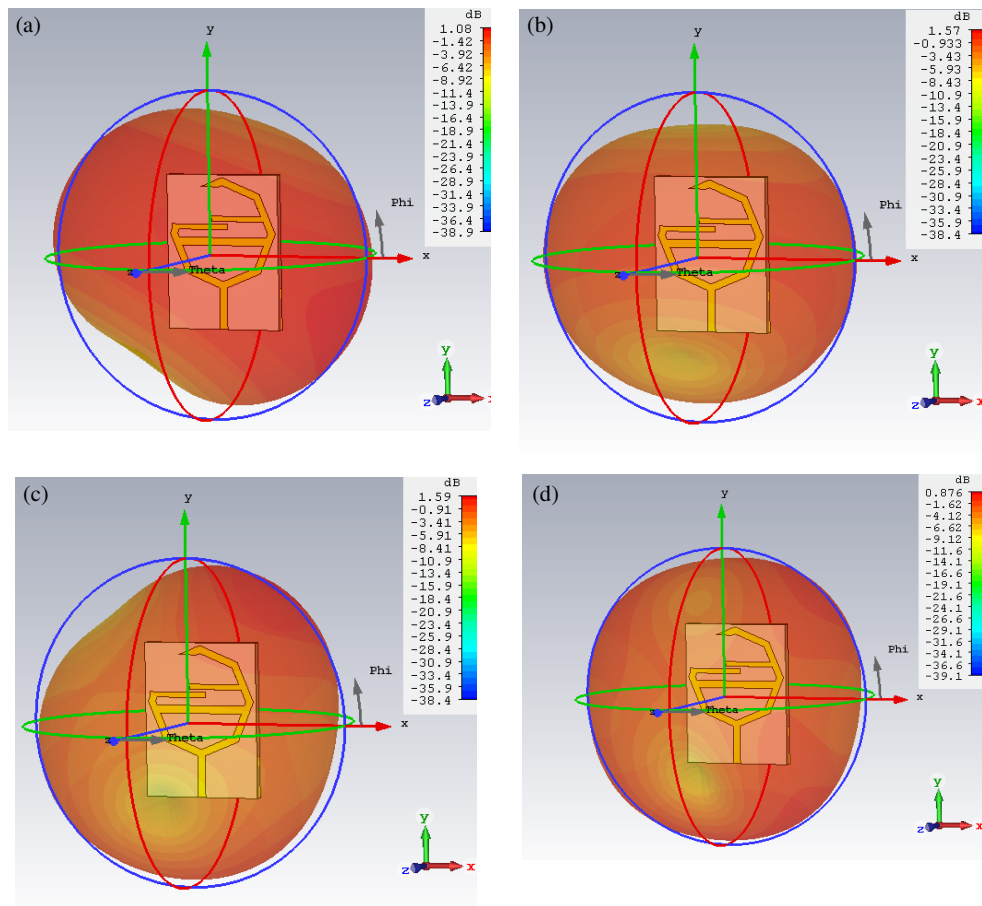 (a)
dB
1.08
-1.42
-3.92
-6.42
-8.92
-11.4
-13.9
-16.4
-18.9
-21.4
-23.9
-26.4
-28.9
-31.4
-33.9
-36.4
-38.9
y
Phi
x
z
Theta
y
z
x
(b)
dB
1.57
-0.933
-3.43
-5.93
-8.43
-10.9
-13.4
-15.9
-18.4
-20.9
-23.4
-25.9
-28.4
-30.9
-33.4
-35.9
-38.4
y
Phi
x
z
Theta
y
z
(c)
dB
1.59
-0.91
-3.41
-5.91
-8.41
-10.9
-13.4
-15.9
-18.4
-20.9
-23.4
-25.9
-28.4
-30.9
-33.4
-35.9
-38.4
y
Phi
x
z
Theta
y
z
x
(d)
dB
0.876
-1.62
-4.12
-6.62
-9.12
-11.6
-14.1
-16.6
-19.1
-21.6
-24.1
-26.6
-29.1
-31.6
-34.1
-36.6
-39.1
y
Phi
x
z
Theta
y
z
x